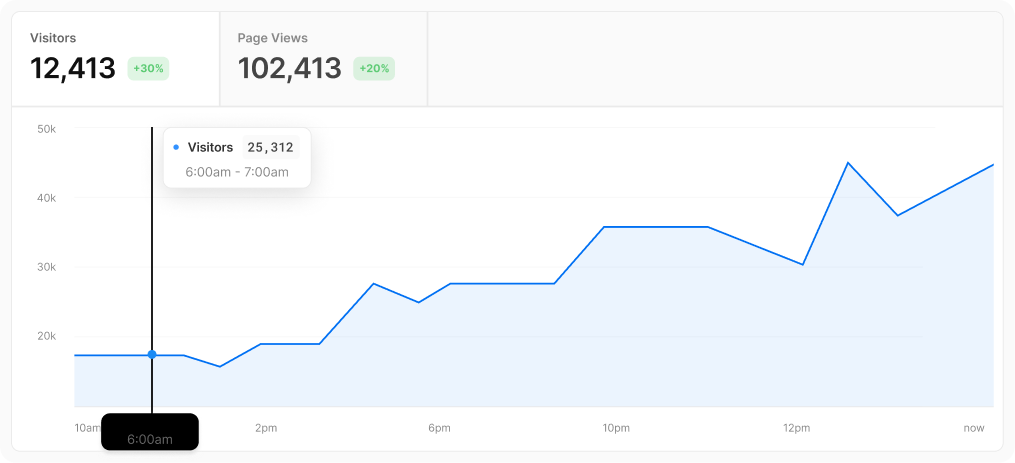 Visitors
12,413 +30%
Page Views
102,413 +20%
50k
40k
30k
20k
Visitors 25,312
6:00am - 7:00am
10am
6:00am
2pm
6pm
10pm
12pm
now